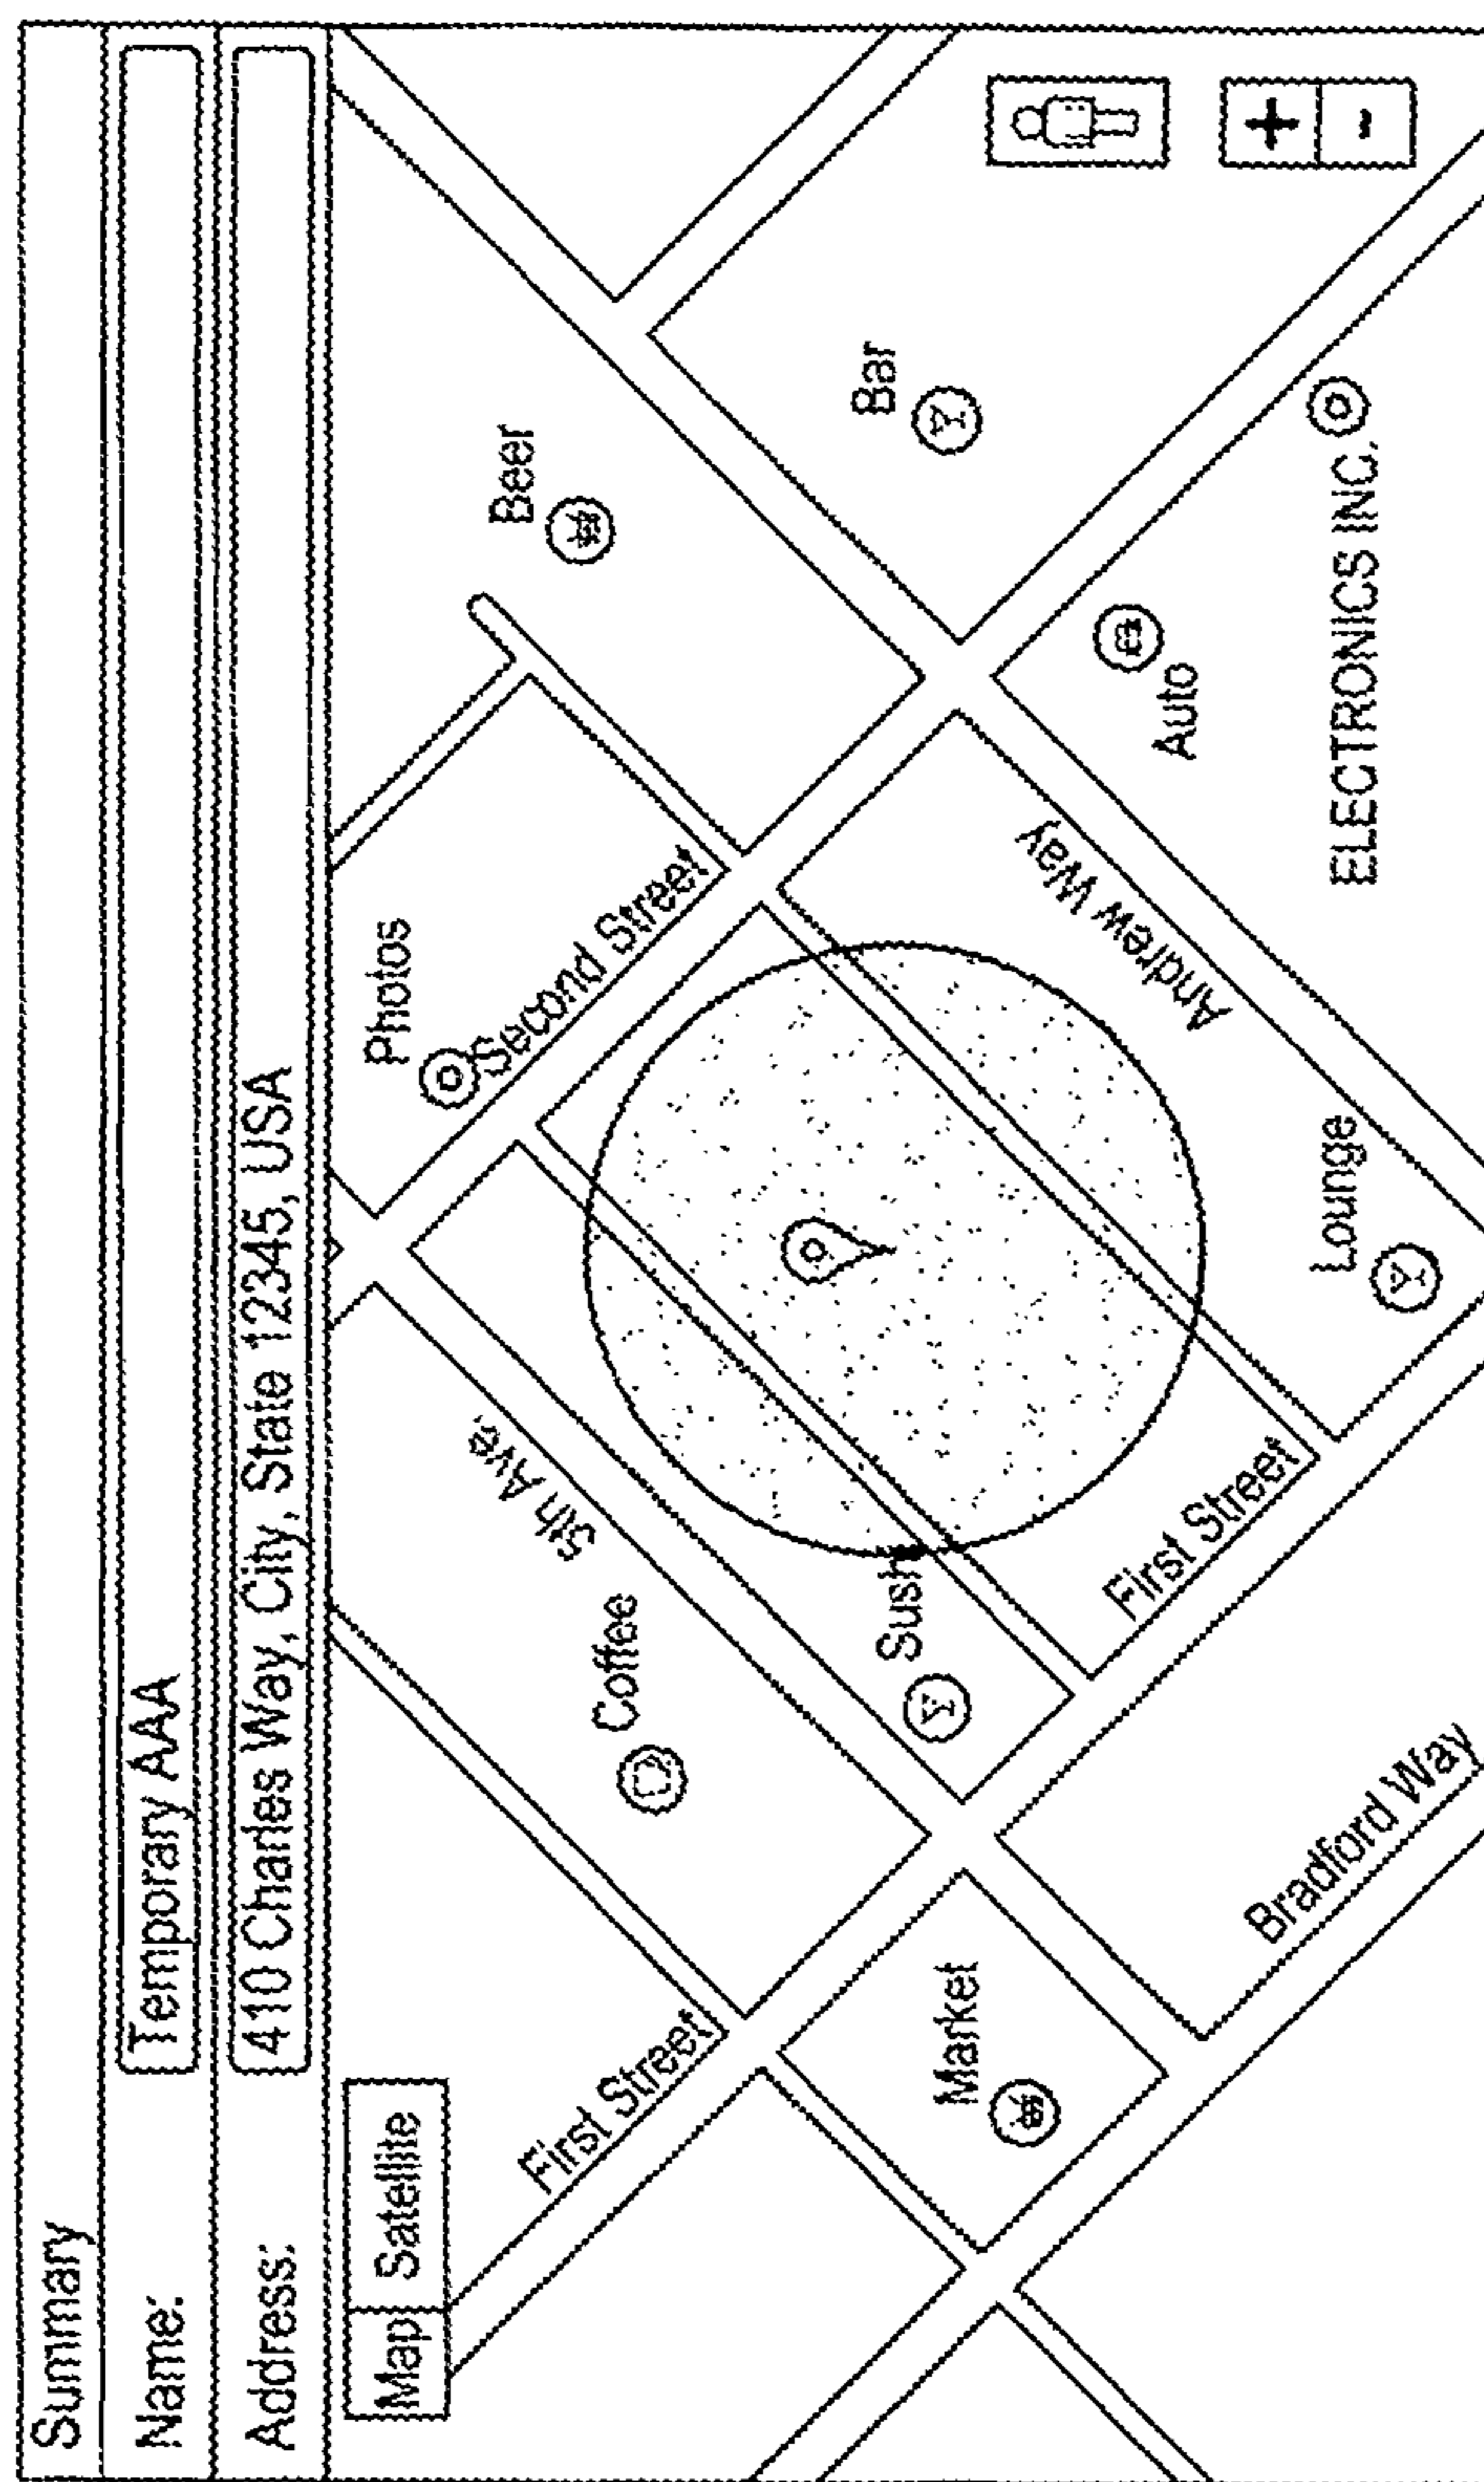 Summary
Name: Temporary AAA
Address: 410 Charles Way, City, State 12345, USA
Map Satellite
Photos
Beer
Second Street
5th Ave.
First Street
Coffee
Bar
Sush
Market
Andrew Way
Auto
First Street
Lounge
ELECTRONICS INC.
Bradford Way
+
-